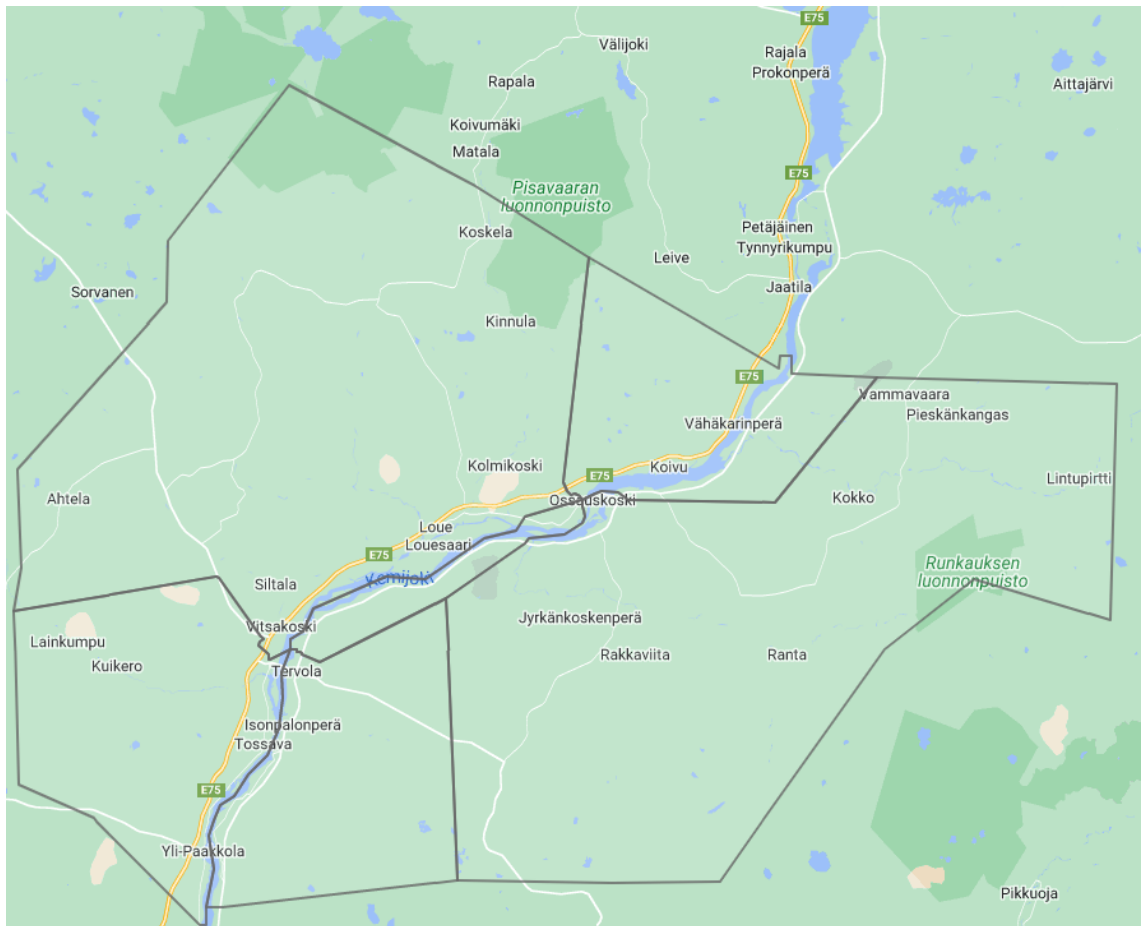 E75
Välijoki
Rajala
Prokonperä
Rapala
Aittajärvi
Koivumäki
Matala
E75
Pisavaaran
luonnonpuisto
Petäjäinen
Koskela
Tynnyrikumpu
Leive
Jaatila
Sorvanen
Kinnula
E75
Vammavaara
Pieskänkangas
Vähäkarinperä
Kolmikoski
Koivu
E75
Lintupirtti
Ahtela
Ossauskoski
Kokko
Loue
Louesaari
E75
Runkauksen
luonnonpuisto
Kemijoki
Siltala
Jyrkänkoskenperä
Vitsakoski
Lainkumpu
Rakkaviita
Ranta
Kuikero
Tervola
Isonpalonperä
Tossava
E75
Yli-Paakkola
Pikkuoja